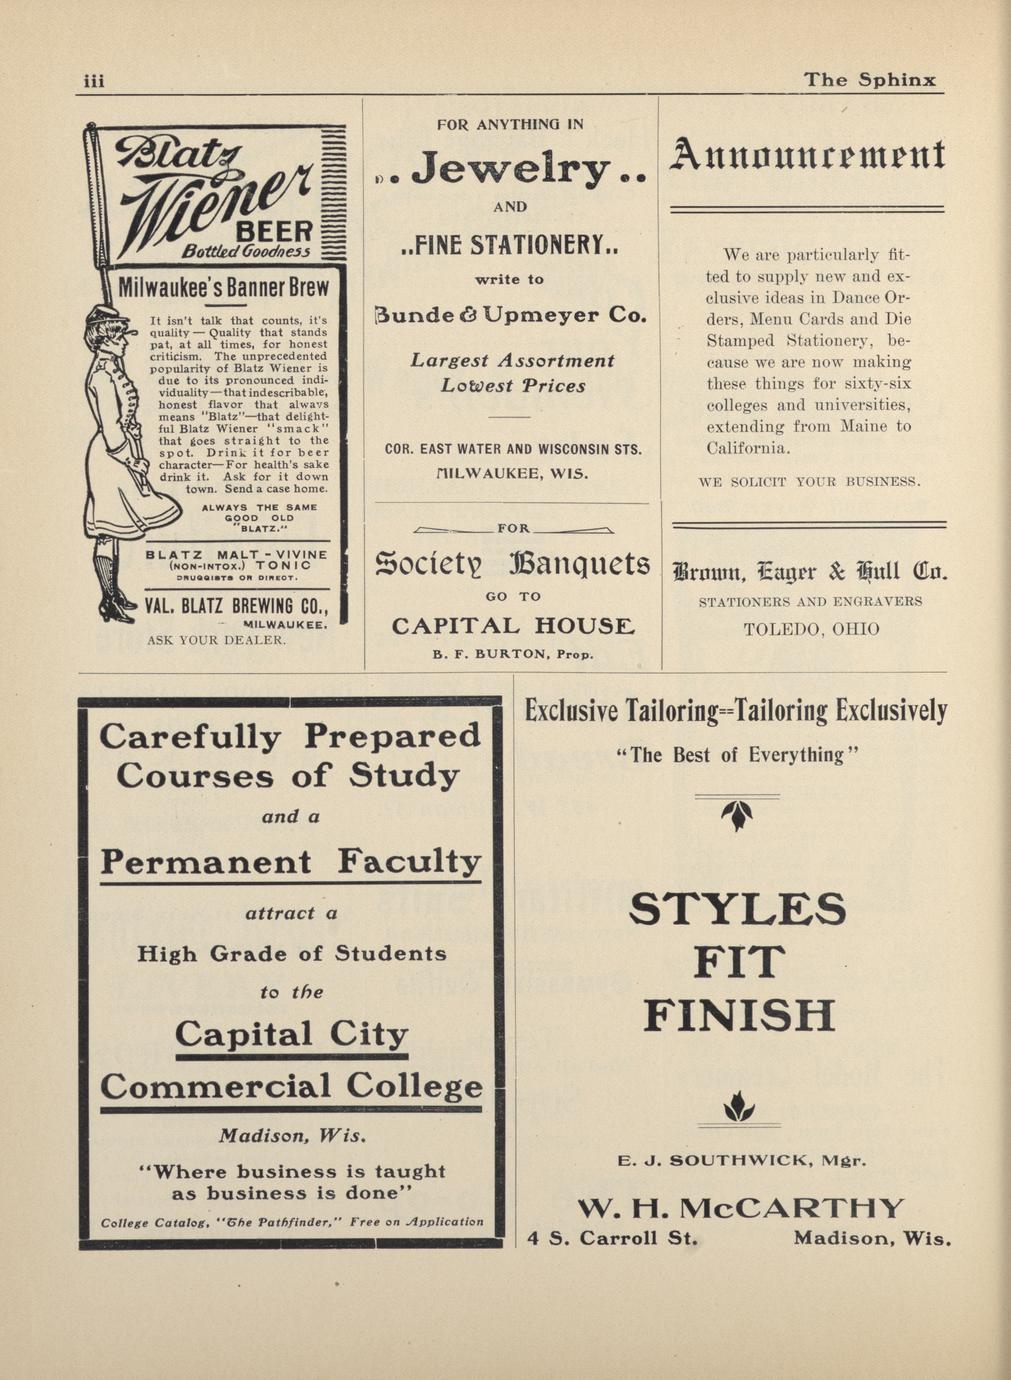 iii
The Sphinx
Blatz
Wiener
BEER
Bottled Goodness
Milwaukee's Banner Brew
It isn't talk that counts, it's
quality — Quality that stands
pat, at all times, for honest
criticism. The unprecedented
popularity of Blatz Wiener is
due to its pronounced indi-
viduality—that indescribable,
honest flavor that always
means "Blatz"—that delight-
ful Blatz Wiener "smack"
that goes straight to the
spot. Drink it for beer
character—For health's sake
drink it. Ask for it down
town. Send a case home.
ALWAYS THE SAME
GOOD OLD
"BLATZ."
BLATZ MALT-VIVINE
(NON-INTOX.) TONIC
DRUGGISTS OR DIRECT.
VAL. BLATZ BREWING CO.,
MILWAUKEE.
ASK YOUR DEALER.
FOR ANYTHING IN
..Jewelry..
AND
..FINE STATIONERY..
write to
Bunde & Upmeyer Co.
Largest Assortment
Lowest Prices
COR. EAST WATER AND WISCONSIN STS.
MILWAUKEE, WIS.
FOR
Society Banquets
GO TO
CAPITAL HOUSE
B. F. BURTON, Prop.
Announcement
We are particularly fit-
ted to supply new and ex-
clusive ideas in Dance Or-
ders, Menu Cards and Die
Stamped Stationery, be-
cause we are now making
these things for sixty-six
colleges and universities,
extending from Maine to
California.
WE SOLICIT YOUR BUSINESS.
Brown, Eager & Hull Co.
STATIONERS AND ENGRAVERS
TOLEDO, OHIO
Carefully Prepared
Courses of Study
and a
Permanent Faculty
attract a
High Grade of Students
to the
Capital City
Commercial College
Madison, Wis.
"Where business is taught
as business is done"
College Catalog, "The Pathfinder," Free on Application
Exclusive Tailoring==Tailoring Exclusively
"The Best of Everything"
STYLES
FIT
FINISH
E. J. SOUTHWICK, Mgr.
W. H. McCARTHY
4 S. Carroll St. Madison, Wis.